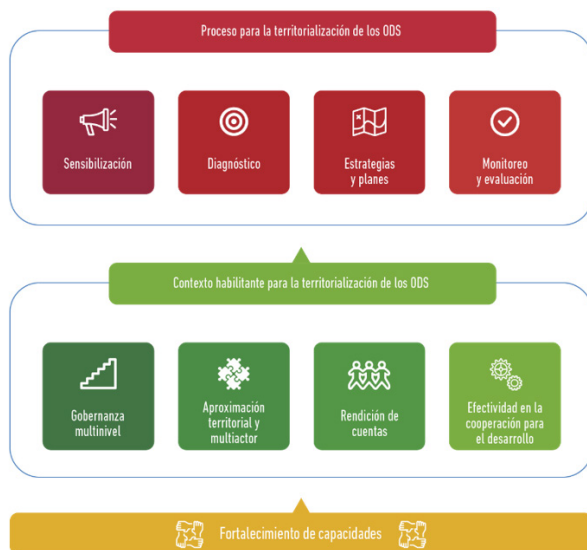 Proceso para la territorialización de los ODS
Sensibilización
Diagnóstico
Estrategias
y planes
Monitoreo
y evaluación
Contexto habilitante para la territorialización de los ODS
Gobernanza
multinivel
Aproximación
territorial y
multiactor
Rendición de
cuentas
Efectividad en la
cooperación para
el desarrollo
Fortalecimiento de capacidades